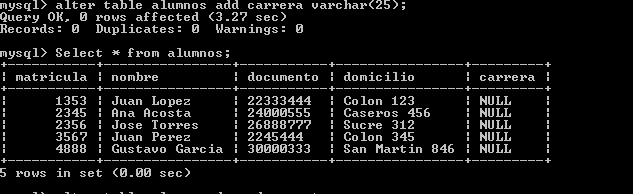 mysql> alter table alumnos add carrera varchar(25);
Query OK, 0 rows affected (3.27 sec)
Records: 0  Duplicates: 0  Warnings: 0
mysql> Select * from alumnos;
+-----------+----------------+-----------+----------------+---------+
| matricula | nombre         | documento | domicilio      | carrera |
+-----------+----------------+-----------+----------------+---------+
|      1353 | Juan Lopez     | 22333444  | Colon 123      | NULL    |
|      2345 | Ana Acosta     | 24000555  | Caseros 456    | NULL    |
|      2356 | Jose Torres    | 26888777  | Sucre 312      | NULL    |
|      3567 | Juan Perez     | 2245444   | Colon 345      | NULL    |
|      4888 | Gustavo Garcia | 30000333  | San Martin 846 | NULL    |
+-----------+----------------+-----------+----------------+---------+
5 rows in set (0.00 sec)